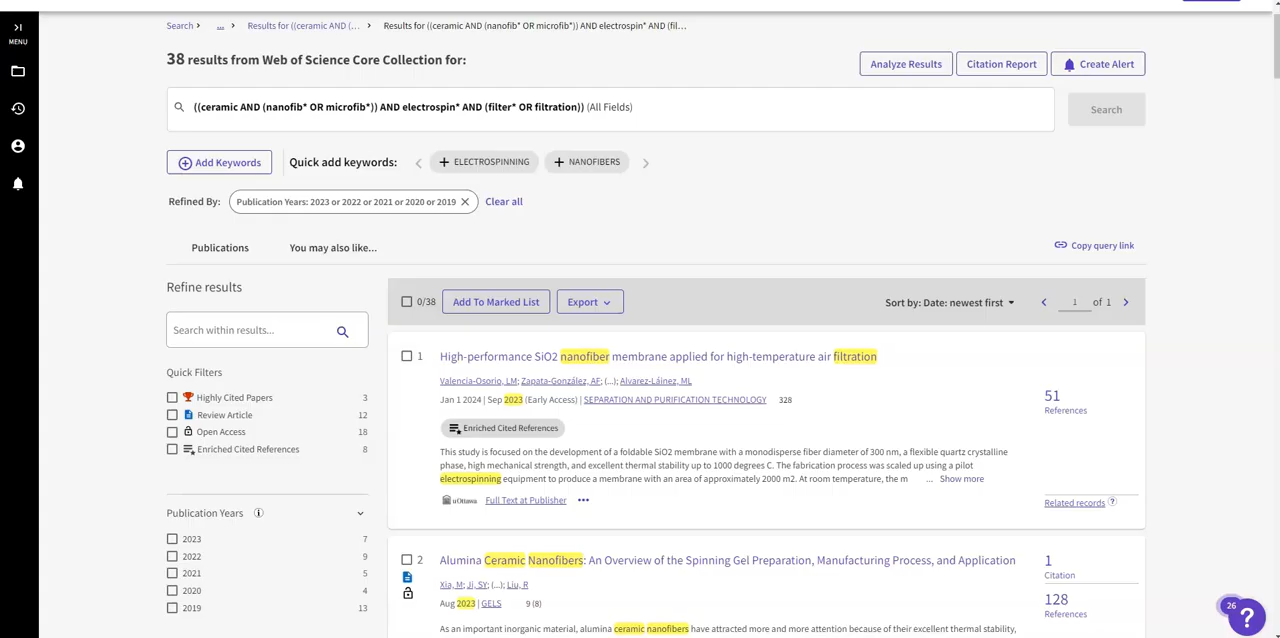 MENU
Search > ... > Results for ((ceramic AND (... > Results for ((ceramic AND (nanofib* OR microfib*)) AND electrospin* AND (fil...
38 results from Web of Science Core Collection for:
Analyze Results Citation Report Create Alert
((ceramic AND (nanofib* OR microfib*)) AND electrospin* AND (filter* OR filtration)) (All Fields)
Search
Add Keywords Quick add keywords: < + ELECTROSPINNING + NANOFIBERS >
Refined By: Publication Years: 2023 or 2022 or 2021 or 2020 or 2019 Clear all
Publications You may also like...
Copy query link
Refine results
Search within results...
Quick Filters
Highly Cited Papers 3
Review Article 12
Open Access 18
Enriched Cited References 8
Publication Years
2023 7
2022 9
2021 5
2020 4
2019 13
0/38 Add To Marked List Export Sort by: Date: newest first < 1 of 1 >
1 High-performance SiO2 nanofiber membrane applied for high-temperature air filtration
Valencia-Osorio, LM; Zapata-González, AF; (...); Alvarez-Láinez, ML
Jan 1 2024 | Sep 2023 (Early Access) | SEPARATION AND PURIFICATION TECHNOLOGY 328
Enriched Cited References
This study is focused on the development of a foldable SiO2 membrane with a monodisperse fiber diameter of 300 nm, a flexible quartz crystalline
phase, high mechanical strength, and excellent thermal stability up to 1000 degrees C. The fabrication process was scaled up using a pilot
electrospinning equipment to produce a membrane with an area of approximately 2000 m2. At room temperature, the m ... Show more
uOttawa Full Text at Publisher •••
51
References
Related records ?
2 Alumina Ceramic Nanofibers: An Overview of the Spinning Gel Preparation, Manufacturing Process, and Application
Xia, M; Ji, SY; (...); Liu, R
Aug 2023 | GELS 9 (8)
As an important inorganic material, alumina ceramic nanofibers have attracted more and more attention because of their excellent thermal stability,
1
Citation
128
References
26
?